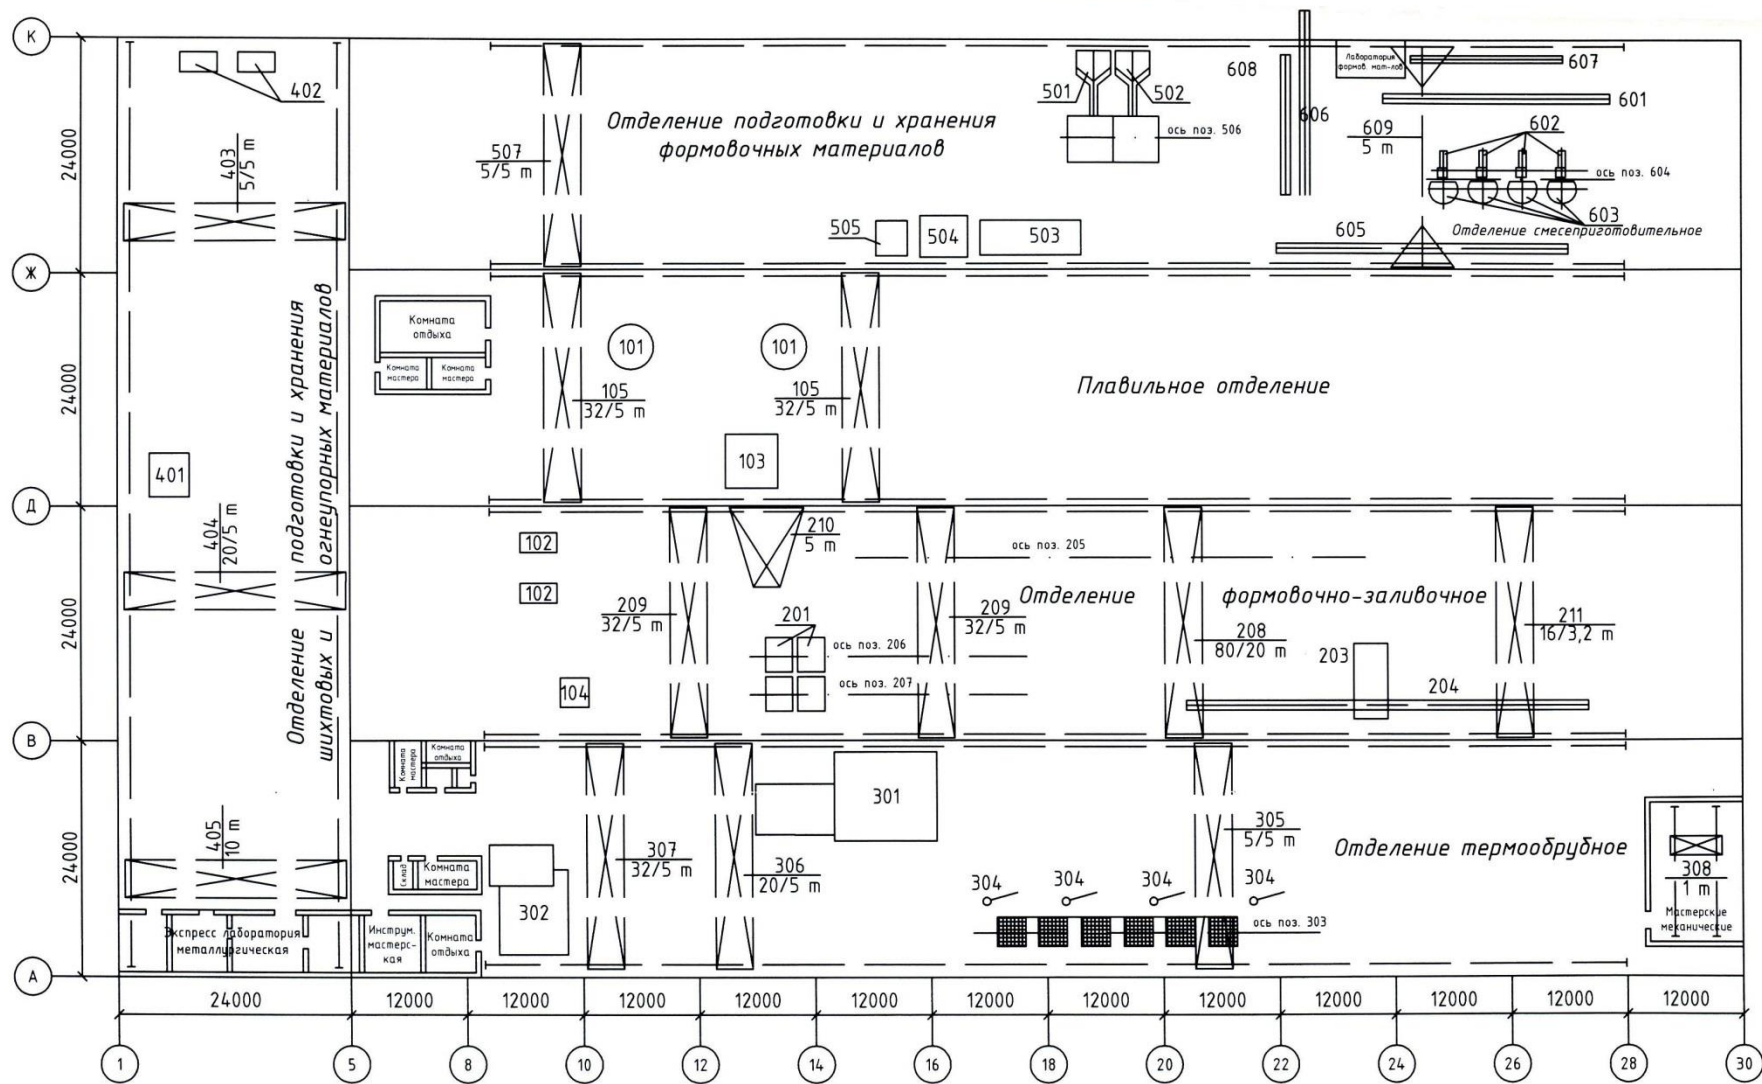 К
402
403
5/5 т
24000
507
5/5 т
Отделение подготовки и хранения
формовочных материалов
501
502
ось поз. 506
608
606
Лаборатория
формов. мат-лов
607
601
609
5 т
602
ось поз. 604
603
605
Отделение смесеприготовительное
505
504
503
Ж
24000
Комната
отдыха
Комната
мастера
Комната
мастера
101
101
105
32/5 т
105
32/5 т
Плавильное отделение
103
401
Отделение подготовки и хранения
шихтовых и огнеупорных материалов
Д
404
20/5 т
24000
102
102
104
210
5 т
ось поз. 205
209
32/5 т
201
ось поз. 206
ось поз. 207
209
32/5 т
Отделение формовочно-заливочное
208
80/20 т
203
204
211
16/3,2 т
В
24000
405
10 т
Комната
мастера
Комната
отдыха
Склад
Комната
мастера
301
302
307
32/5 т
306
20/5 т
305
5/5 т
304
304
304
304
ось поз. 303
Отделение термообрубное
308
1 т
Мастерские
механические
Экспресс лаборатория
металлургическая
Инструм.
мастерс-
кая
Комната
отдыха
А
24000
12000
12000
12000
12000
12000
12000
12000
12000
12000
12000
12000
12000
1
5
8
10
12
14
16
18
20
22
24
26
28
30